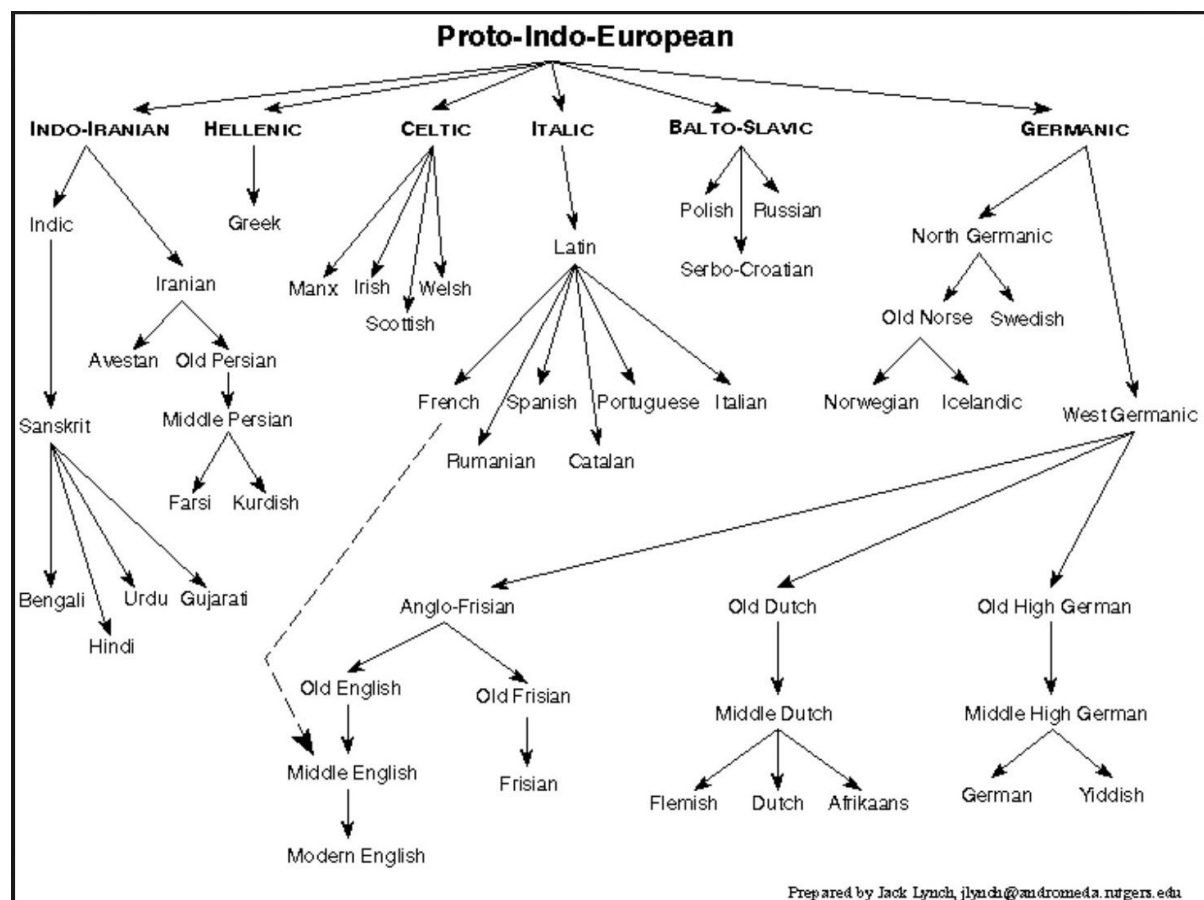 Proto-Indo-European
INDO-IRANIAN HELLENIC CELTIC ITALIC BALTO-SLAVIC GERMANIC
Indic Greek Polish Russian
North Germanic
Latin
Serbo-Croatian
Iranian Manx Irish Welsh
Scottish Old Norse Swedish
Avestan Old Persian
French Spanish Portuguese Italian Norwegian Icelandic
Sanskrit Middle Persian West Germanic
Rumanian Catalan
Farsi Kurdish
Bengali Urdu Gujarati Anglo-Frisian Old Dutch Old High German
Hindi
Old English Old Frisian
Middle Dutch Middle High German
Middle English Frisian
Flemish Dutch Afrikaans German Yiddish
Modern English
Prepared by Jack Lynch, jlynch@andromeda.rutgers.edu